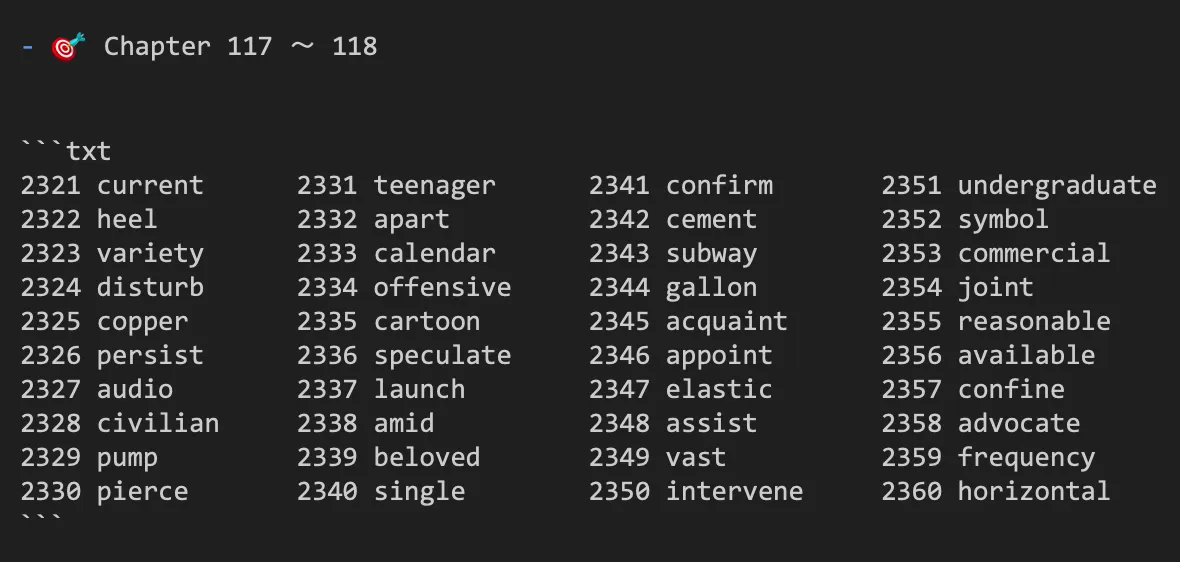 - 🎯 Chapter 117 ～ 118
```txt
2321 current      2331 teenager      2341 confirm       2351 undergraduate
2322 heel         2332 apart         2342 cement        2352 symbol
2323 variety      2333 calendar      2343 subway        2353 commercial
2324 disturb      2334 offensive     2344 gallon        2354 joint
2325 copper       2335 cartoon       2345 acquaint      2355 reasonable
2326 persist      2336 speculate     2346 appoint       2356 available
2327 audio        2337 launch        2347 elastic       2357 confine
2328 civilian     2338 amid          2348 assist        2358 advocate
2329 pump         2339 beloved       2349 vast          2359 frequency
2330 pierce       2340 single        2350 intervene     2360 horizontal
```